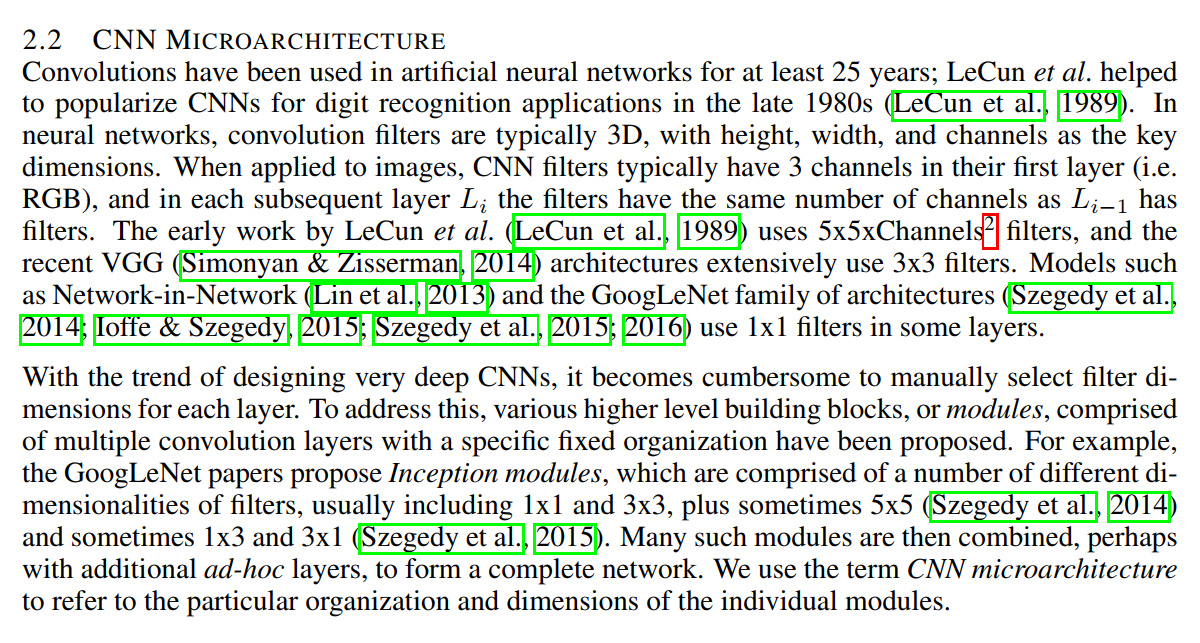 2.2 CNN MICROARCHITECTURE
Convolutions have been used in artificial neural networks for at least 25 years; LeCun et al. helped
to popularize CNNs for digit recognition applications in the late 1980s (LeCun et al., 1989). In
neural networks, convolution filters are typically 3D, with height, width, and channels as the key
dimensions. When applied to images, CNN filters typically have 3 channels in their first layer (i.e.
RGB), and in each subsequent layer Lᵢ the filters have the same number of channels as Lᵢ₋₁ has
filters. The early work by LeCun et al. (LeCun et al., 1989) uses 5x5xChannels² filters, and the
recent VGG (Simonyan & Zisserman, 2014) architectures extensively use 3x3 filters. Models such
as Network-in-Network (Lin et al., 2013) and the GoogLeNet family of architectures (Szegedy et al.,
2014; Ioffe & Szegedy, 2015; Szegedy et al., 2015; 2016) use 1x1 filters in some layers.
With the trend of designing very deep CNNs, it becomes cumbersome to manually select filter di-
mensions for each layer. To address this, various higher level building blocks, or modules, comprised
of multiple convolution layers with a specific fixed organization have been proposed. For example,
the GoogLeNet papers propose Inception modules, which are comprised of a number of different di-
mensionalities of filters, usually including 1x1 and 3x3, plus sometimes 5x5 (Szegedy et al., 2014)
and sometimes 1x3 and 3x1 (Szegedy et al., 2015). Many such modules are then combined, perhaps
with additional ad-hoc layers, to form a complete network. We use the term CNN microarchitecture
to refer to the particular organization and dimensions of the individual modules.